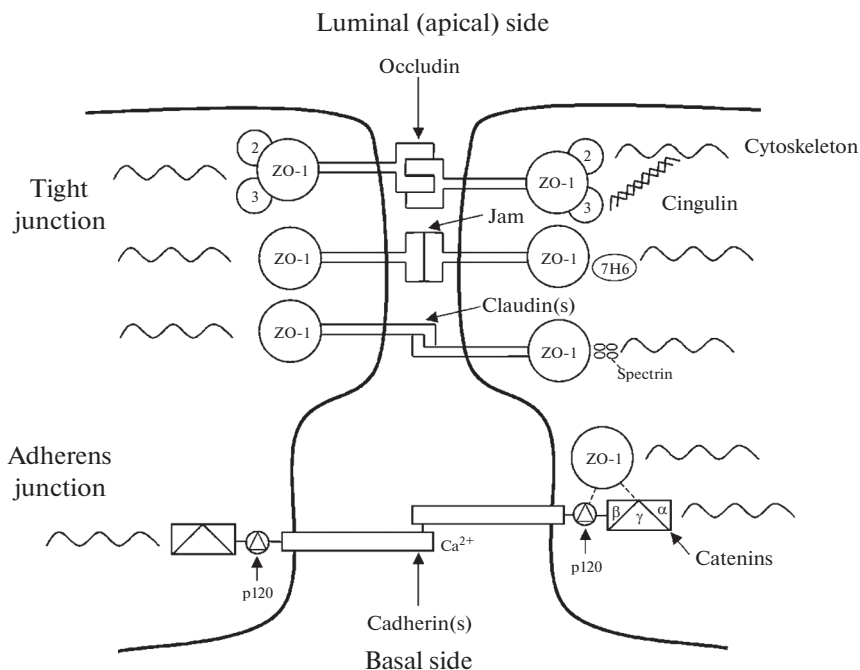 Luminal (apical) side
Occludin
2
ZO-1
3
2
ZO-1
3
Cytoskeleton
Cingulin
Tight
junction
Jam
ZO-1
ZO-1
7H6
Claudin(s)
ZO-1
ZO-1
Spectrin
Adherens
junction
ZO-1
β
γ
α
Ca2+
p120
p120
Catenins
Cadherin(s)
Basal side